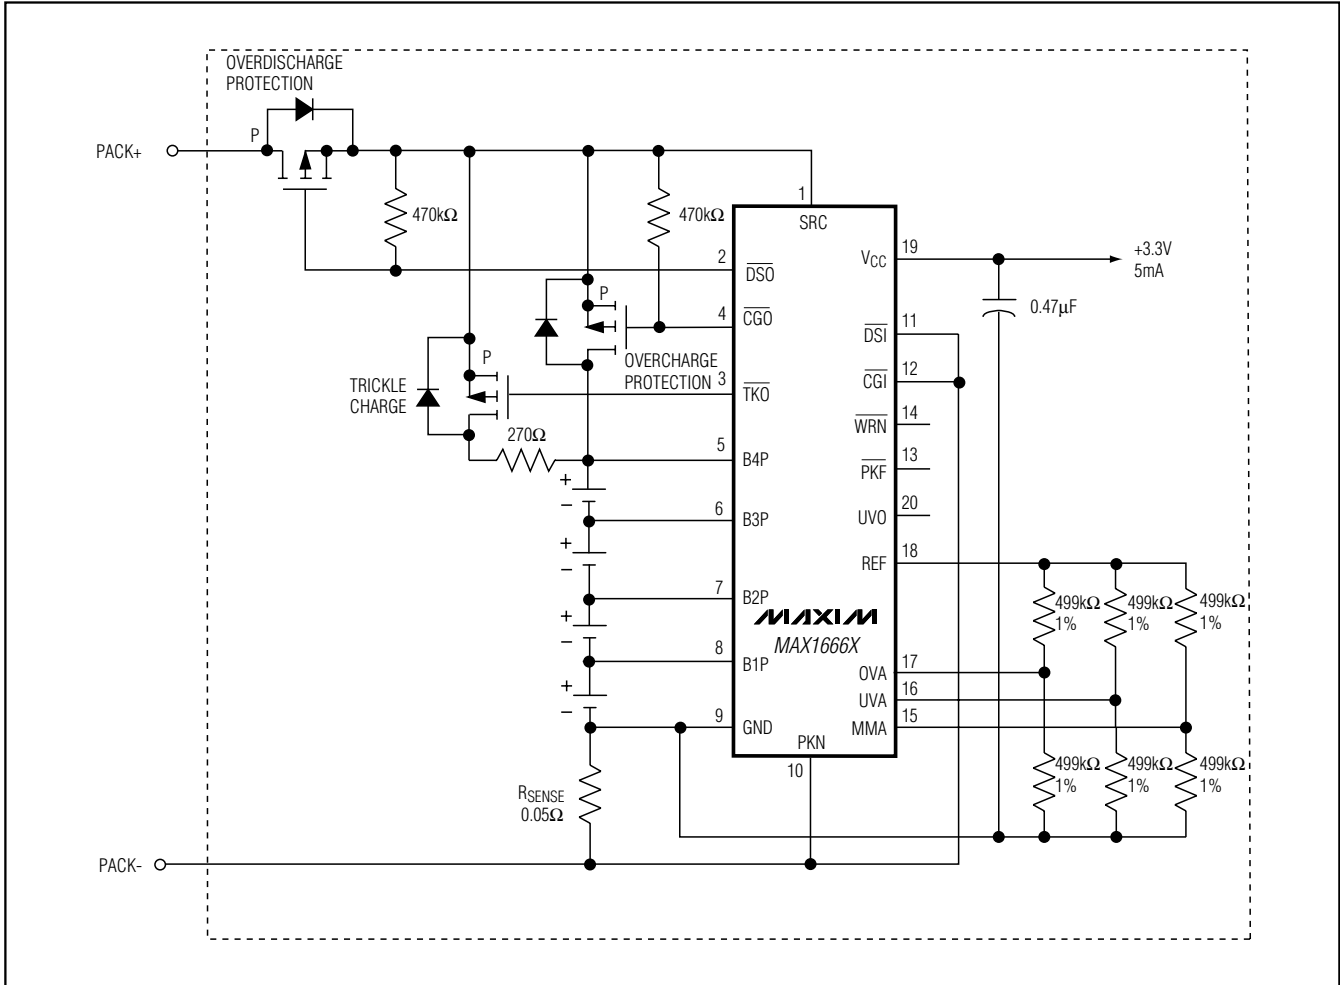 OVERDISCHARGE
PROTECTION
P
PACK+
470kΩ
470kΩ
1
SRC
2
DSO
P
4
CGO
OVERCHARGE
PROTECTION
3
TKO
P
TRICKLE
CHARGE
270Ω
5
B4P
+
−
6
B3P
+
−
7
B2P
+
−
8
B1P
+
−
9
GND
PKN
10
RSENSE
0.05Ω
PACK-
MAXIM
MAX1666X
VCC
19
+3.3V
5mA
0.47µF
DSI
11
CGI
12
WRN
14
PKF
13
UVO
20
REF
18
499kΩ
1%
499kΩ
1%
499kΩ
1%
OVA
17
UVA
16
MMA
15
499kΩ
1%
499kΩ
1%
499kΩ
1%